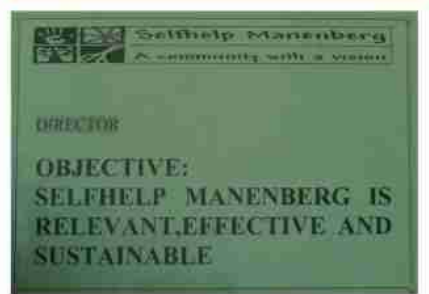 Selfhelp Manenberg
A community with a vision
DIRECTOR
OBJECTIVE:
SELFHELP MANENBERG IS
RELEVANT,EFFECTIVE AND
SUSTAINABLE